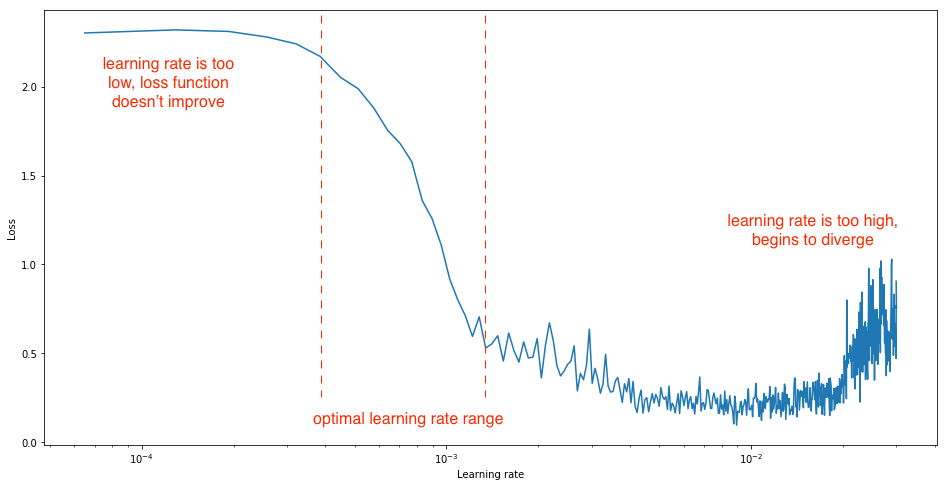 learning rate is too
low, loss function
doesn't improve
learning rate is too high,
begins to diverge
optimal learning rate range
Loss
2.0
1.5
1.0
0.5
0.0
10⁻⁴
10⁻³
10⁻²
Learning rate